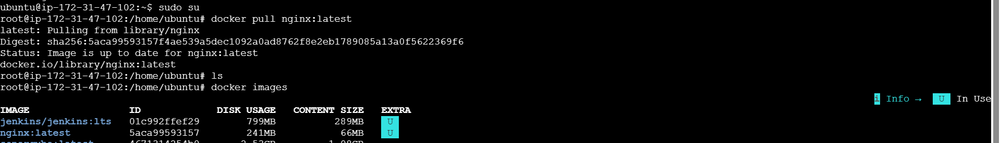 ubuntu@ip-172-31-47-102:~$ sudo su
root@ip-172-31-47-102:/home/ubuntu# docker pull nginx:latest
latest: Pulling from library/nginx
Digest: sha256:5aca99593157f4ae539a5dec1092a0ad8762f8e2eb1789085a13a0f5622369f6
Status: Image is up to date for nginx:latest
docker.io/library/nginx:latest
root@ip-172-31-47-102:/home/ubuntu# ls
root@ip-172-31-47-102:/home/ubuntu# docker images
i Info → U In Use
IMAGE ID DISK USAGE CONTENT SIZE EXTRA
jenkins/jenkins:lts 01c992ffef29 799MB 289MB U
nginx:latest 5aca99593157 241MB 66MB U